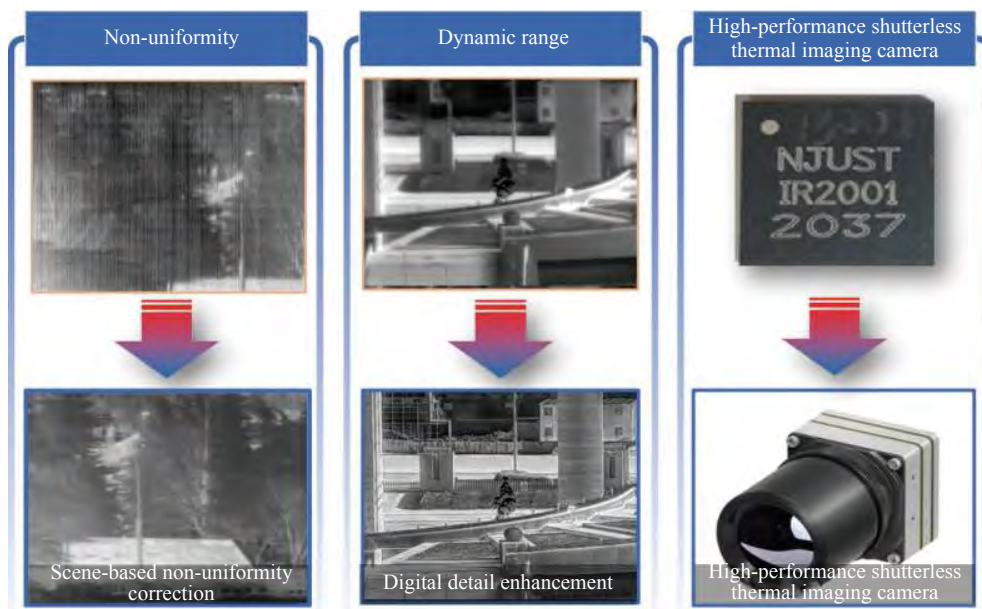 Non-uniformity
Scene-based non-uniformity
correction
Dynamic range
Digital detail enhancement
High-performance shutterless
thermal imaging camera
NJUST
IR2001
2037
High-performance shutterless
thermal imaging camera